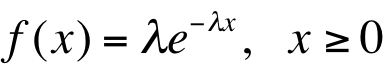 f(x) = λe^{-λx}, x ≥ 0